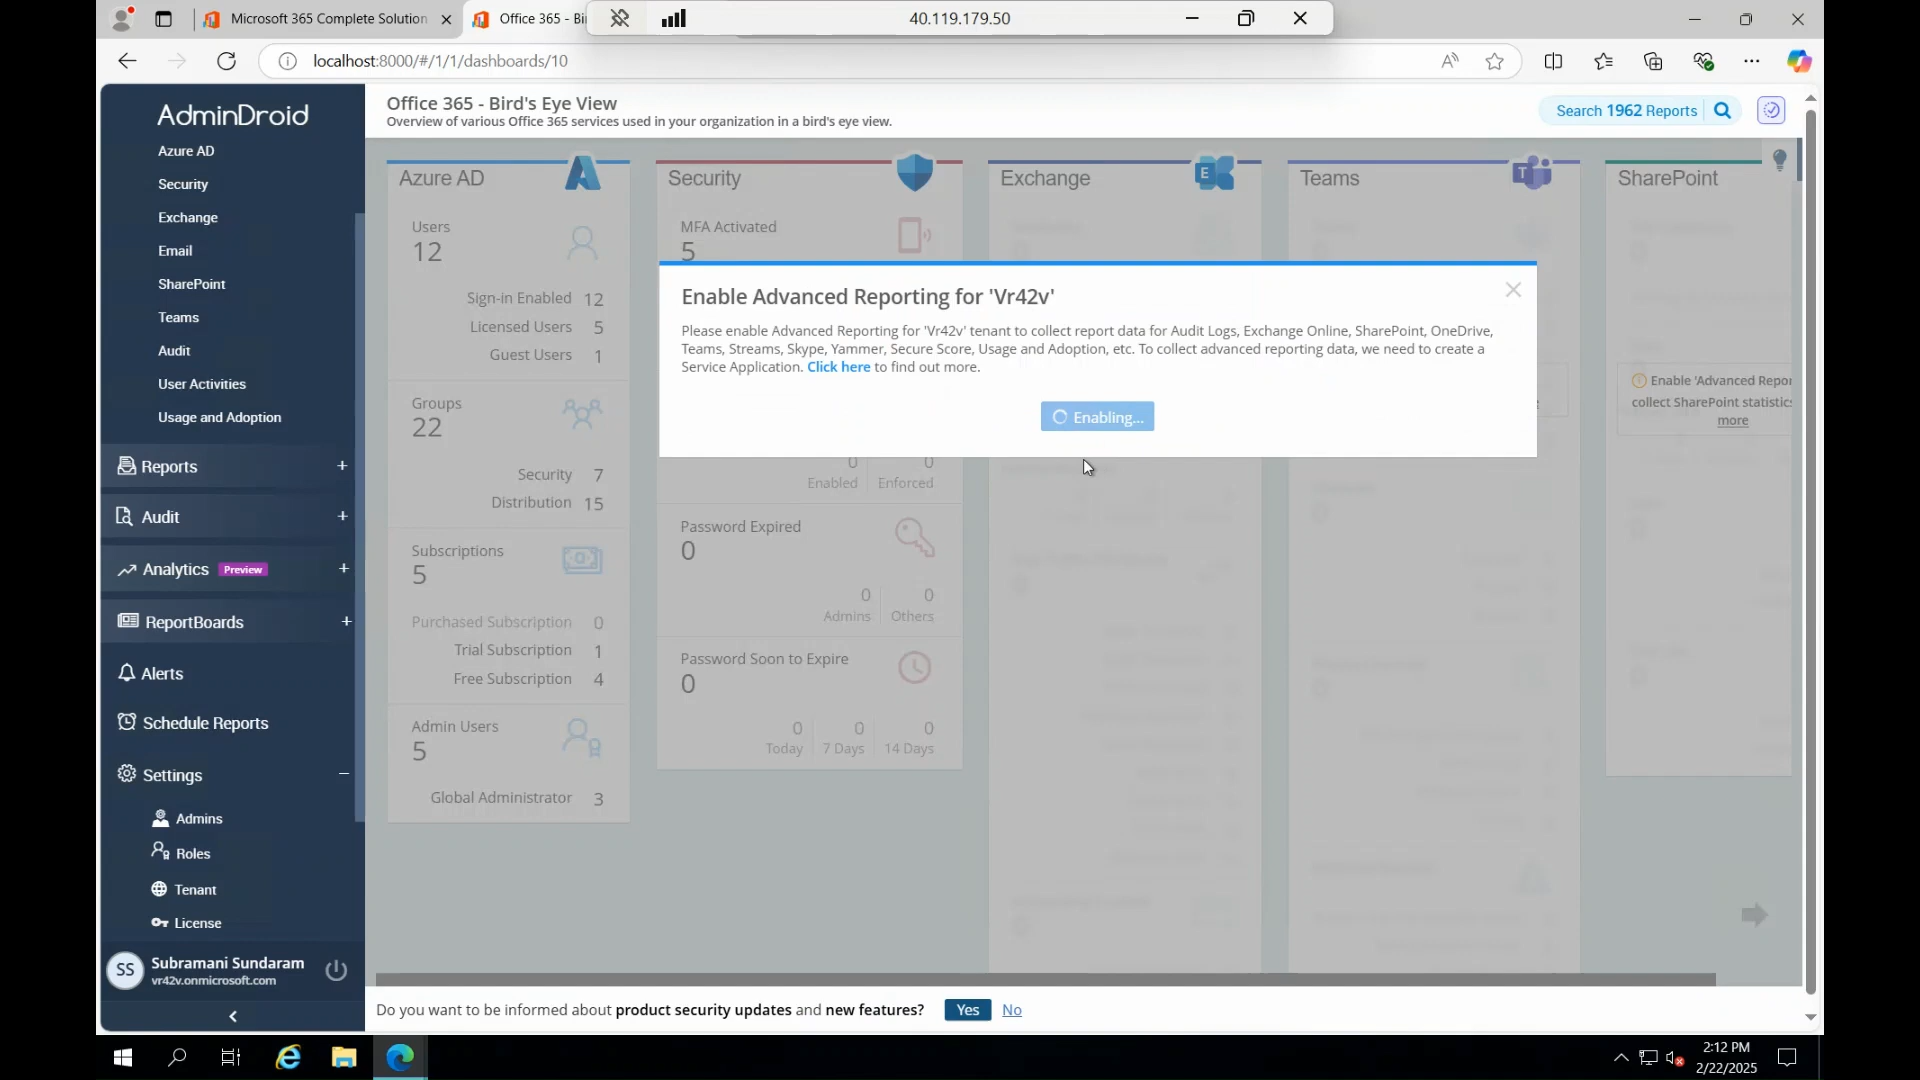 Microsoft 365 Complete Solution
Office 365 - Bi
40.119.179.50
localhost:8000/#/1/1/dashboards/10
AdminDroid
Azure AD
Security
Exchange
Email
SharePoint
Teams
Audit
User Activities
Usage and Adoption
Reports
Audit
Analytics Preview
ReportBoards
Alerts
Schedule Reports
Settings
Admins
Roles
Tenant
License
SS
Subramani Sundaram
vr42v.onmicrosoft.com
Office 365 - Bird's Eye View
Overview of various Office 365 services used in your organization in a bird's eye view.
Search 1962 Reports
Azure AD
Users
12
Sign-in Enabled 12
Licensed Users 5
Guest Users 1
Groups
22
Security 7
Distribution 15
Subscriptions
5
Purchased Subscription 0
Trial Subscription 1
Free Subscription 4
Admin Users
5
Global Administrator 3
Security
MFA Activated
5
0 0
Enabled Enforced
Password Expired
0
0 0
Admins Others
Password Soon to Expire
0
0 0 0
Today 7 Days 14 Days
Exchange
E
Teams
T
SharePoint
Enable 'Advanced Repor
collect SharePoint statistics
more
Enable Advanced Reporting for 'Vr42v'
Please enable Advanced Reporting for 'Vr42v' tenant to collect report data for Audit Logs, Exchange Online, SharePoint, OneDrive,
Teams, Streams, Skype, Yammer, Secure Score, Usage and Adoption, etc. To collect advanced reporting data, we need to create a
Service Application. Click here to find out more.
Enabling...
Do you want to be informed about product security updates and new features? Yes No
2:12 PM
2/22/2025